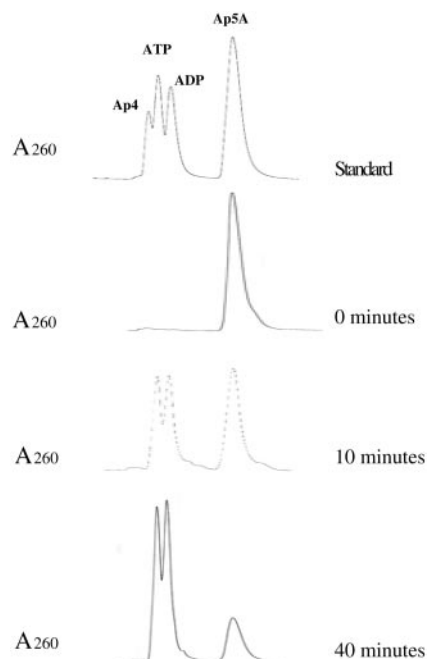 Ap5A
ATP
Ap4
ADP
A260
Standard
A260
0 minutes
A260
10 minutes
A260
40 minutes